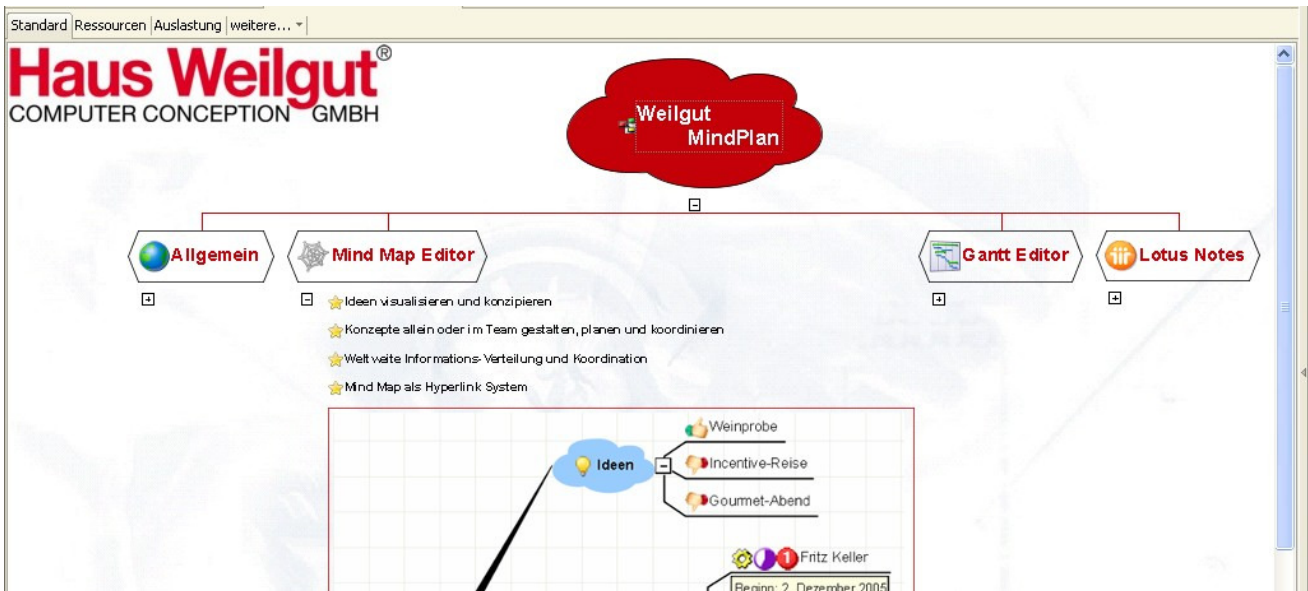 Standard Ressourcen Auslastung weitere...
Haus Weilgut®
COMPUTER CONCEPTION GMBH
Weilgut
MindPlan
Allgemein
Mind Map Editor
Gantt Editor
Lotus Notes
Ideen visualisieren und konzipieren
Konzepte allein oder im Team gestalten, planen und koordinieren
Weltweite Informations-Verteilung und Koordination
Mind Map als Hyperlink System
Ideen
Weinprobe
Incentive-Reise
Gourmet-Abend
1 Fritz Keller
Beginn: 2. Dezember 2005